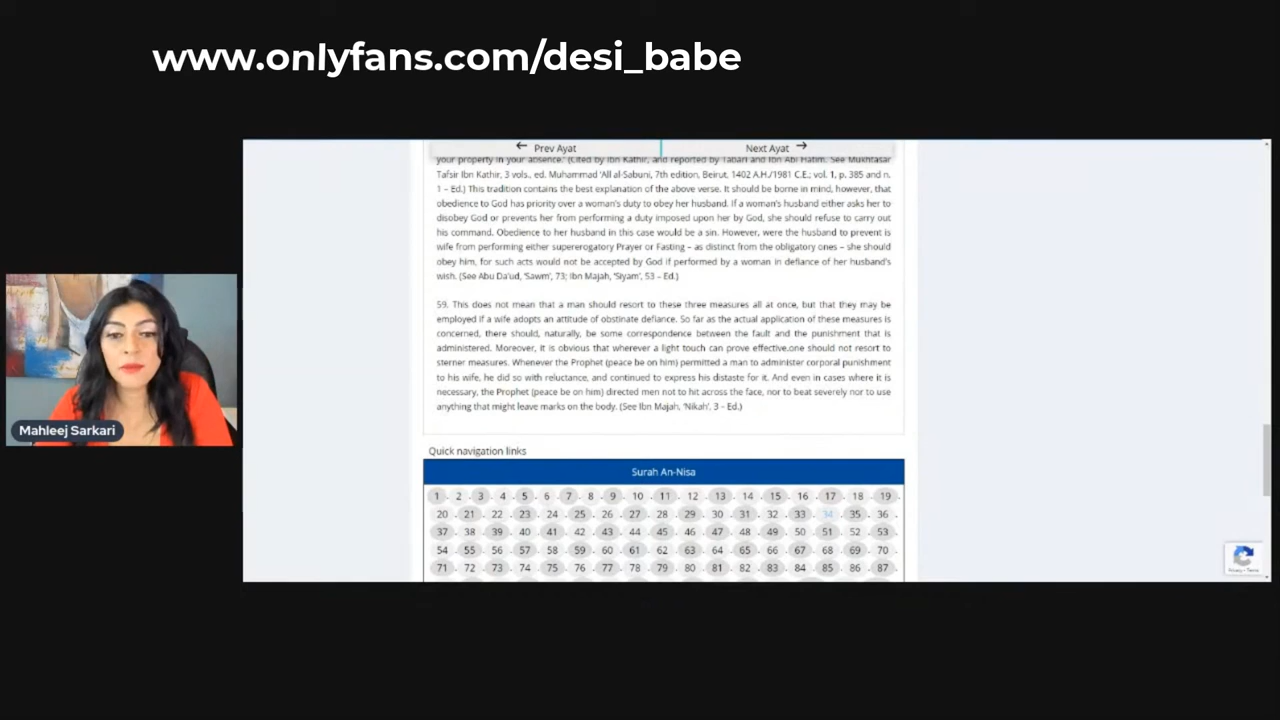 www.onlyfans.com/desi_babe
← Prev Ayat
Next Ayat →
your property in your absence.' (Cited by Ibn Kathir, and reported by Tabari and Ibn Abi Hatim. See Mukhtasar
Tafsir Ibn Kathir, 3 vols., ed. Muhammad 'All al-Sabuni, 7th edition, Beirut, 1402 A.H./1981 C.E.; vol. 1, p. 385 and n.
1 – Ed.) This tradition contains the best explanation of the above verse. It should be borne in mind, however, that
obedience to God has priority over a woman's duty to obey her husband. If a woman's husband either asks her to
disobey God or prevents her from performing a duty imposed upon her by God, she should refuse to carry out
his command. Obedience to her husband in this case would be a sin. However, were the husband to prevent is
wife from performing either supererogatory Prayer or Fasting – as distinct from the obligatory ones – she should
obey him, for such acts would not be accepted by God if performed by a woman in defiance of her husband's
wish. (See Abu Da'ud, 'Sawm', 73; Ibn Majah, 'Siyam', 53 – Ed.)
59. This does not mean that a man should resort to these three measures all at once, but that they may be
employed if a wife adopts an attitude of obstinate defiance. So far as the actual application of these measures is
concerned, there should, naturally, be some correspondence between the fault and the punishment that is
administered. Moreover, it is obvious that wherever a light touch can prove effective.one should not resort to
sterner measures. Whenever the Prophet (peace be on him) permitted a man to administer corporal punishment
to his wife, he did so with reluctance, and continued to express his distaste for it. And even in cases where it is
necessary, the Prophet (peace be on him) directed men not to hit across the face, nor to beat severely nor to use
anything that might leave marks on the body. (See Ibn Majah, 'Nikah', 3 – Ed.)
Mahleej Sarkari
Quick navigation links
Surah An-Nisa
1 . 2 . 3 . 4 . 5 . 6 . 7 . 8 . 9 . 10 . 11 . 12 . 13 . 14 . 15 . 16 . 17 . 18 . 19 .
20 . 21 . 22 . 23 . 24 . 25 . 26 . 27 . 28 . 29 . 30 . 31 . 32 . 33 . 34 . 35 . 36 .
37 . 38 . 39 . 40 . 41 . 42 . 43 . 44 . 45 . 46 . 47 . 48 . 49 . 50 . 51 . 52 . 53 .
54 . 55 . 56 . 57 . 58 . 59 . 60 . 61 . 62 . 63 . 64 . 65 . 66 . 67 . 68 . 69 . 70 .
71 . 72 . 73 . 74 . 75 . 76 . 77 . 78 . 79 . 80 . 81 . 82 . 83 . 84 . 85 . 86 . 87 .
Privacy - Terms